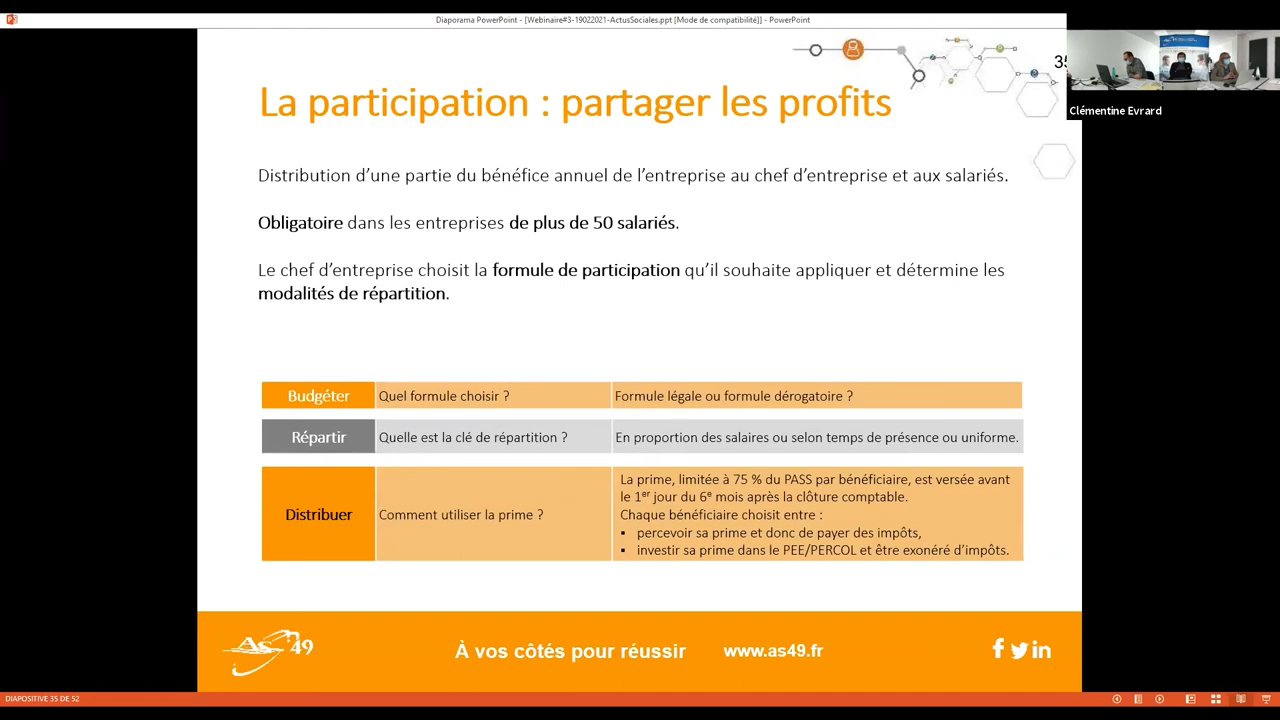 Diaporama PowerPoint - [Webinaire#3-19022021-ActusSociales.ppt [Mode de compatibilité]] - PowerPoint
35
Clémentine Evrard
La participation : partager les profits
Distribution d’une partie du bénéfice annuel de l’entreprise au chef d’entreprise et aux salariés.
Obligatoire dans les entreprises de plus de 50 salariés.
Le chef d’entreprise choisit la formule de participation qu’il souhaite appliquer et détermine les
modalités de répartition.
Budgéter Quel formule choisir ? Formule légale ou formule dérogatoire ?
Répartir Quelle est la clé de répartition ? En proportion des salaires ou selon temps de présence ou uniforme.
Distribuer Comment utiliser la prime ?
La prime, limitée à 75 % du PASS par bénéficiaire, est versée avant
le 1er jour du 6e mois après la clôture comptable.
Chaque bénéficiaire choisit entre :
▪ percevoir sa prime et donc de payer des impôts,
▪ investir sa prime dans le PEE/PERCOL et être exonéré d’impôts.
As 49
À vos côtés pour réussir www.as49.fr
DIAPOSITIVE 35 DE 52